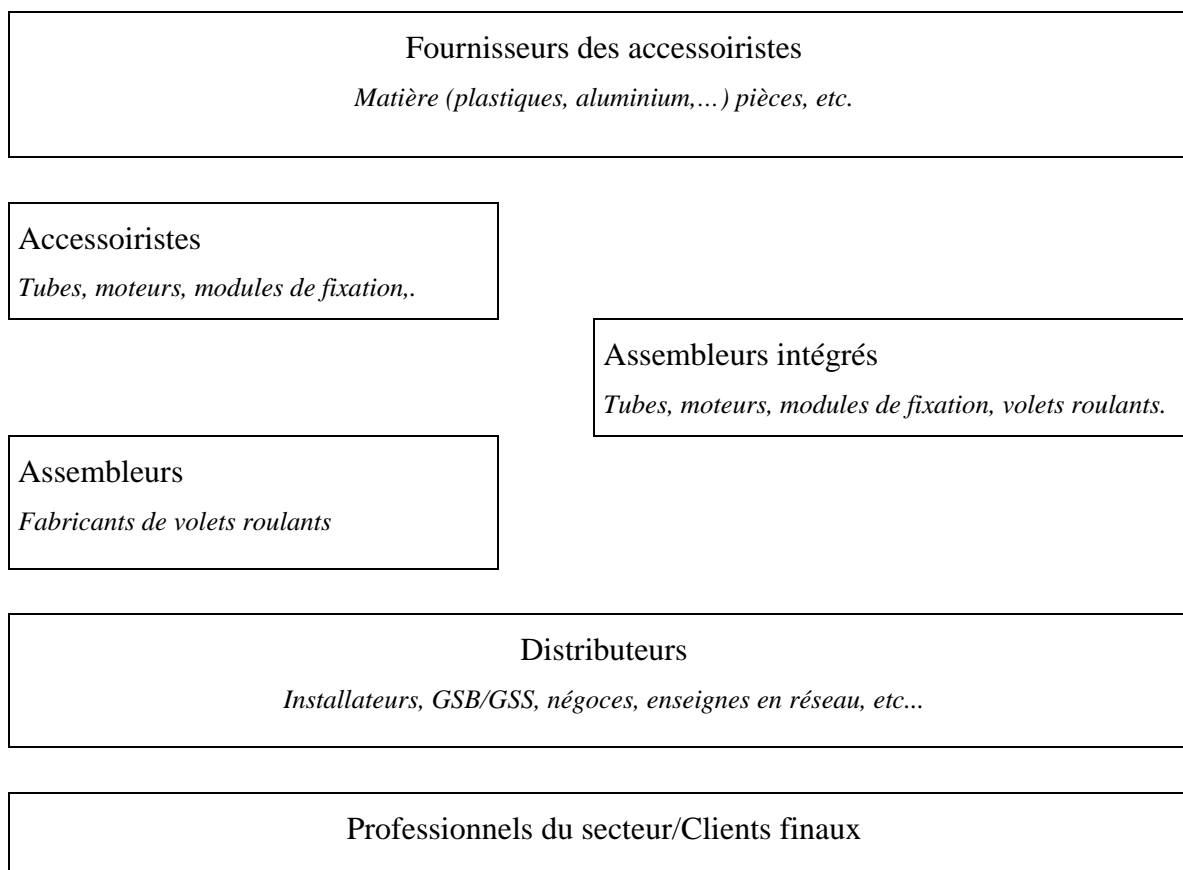 Fournisseurs des accessoiristes
Matière (plastiques, aluminium,…) pièces, etc.
Accessoiristes
Tubes, moteurs, modules de fixation,.
Assembleurs intégrés
Tubes, moteurs, modules de fixation, volets roulants.
Assembleurs
Fabricants de volets roulants
Distributeurs
Installateurs, GSB/GSS, négoces, enseignes en réseau, etc...
Professionnels du secteur/Clients finaux